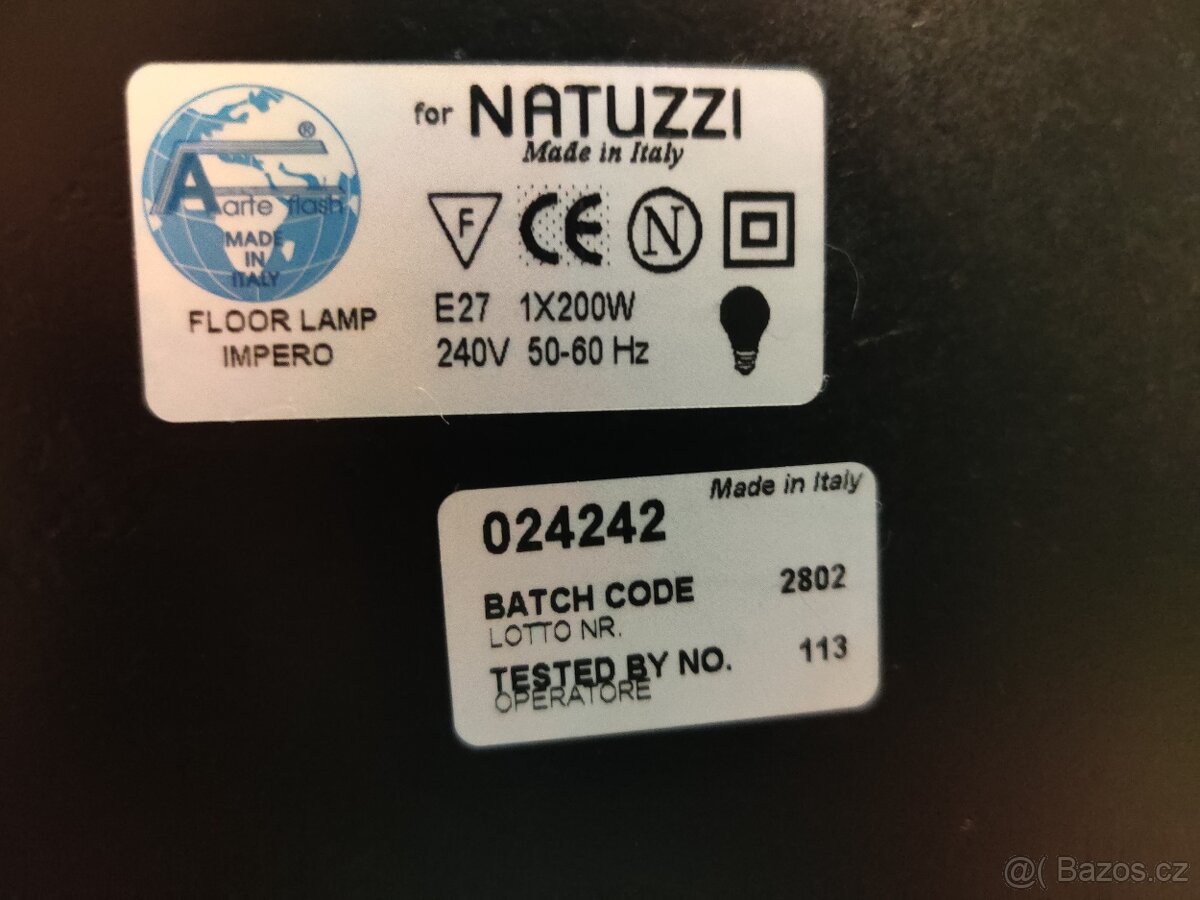 for NATUZZI
Made in Italy
®
A arte flash
MADE
IN
ITALY
FLOOR LAMP
IMPERO
F CE N
E27 1X200W
240V 50-60 Hz
Made in Italy
024242
BATCH CODE 2802
LOTTO NR.
TESTED BY NO. 113
OPERATORE
@( Bazos.cz